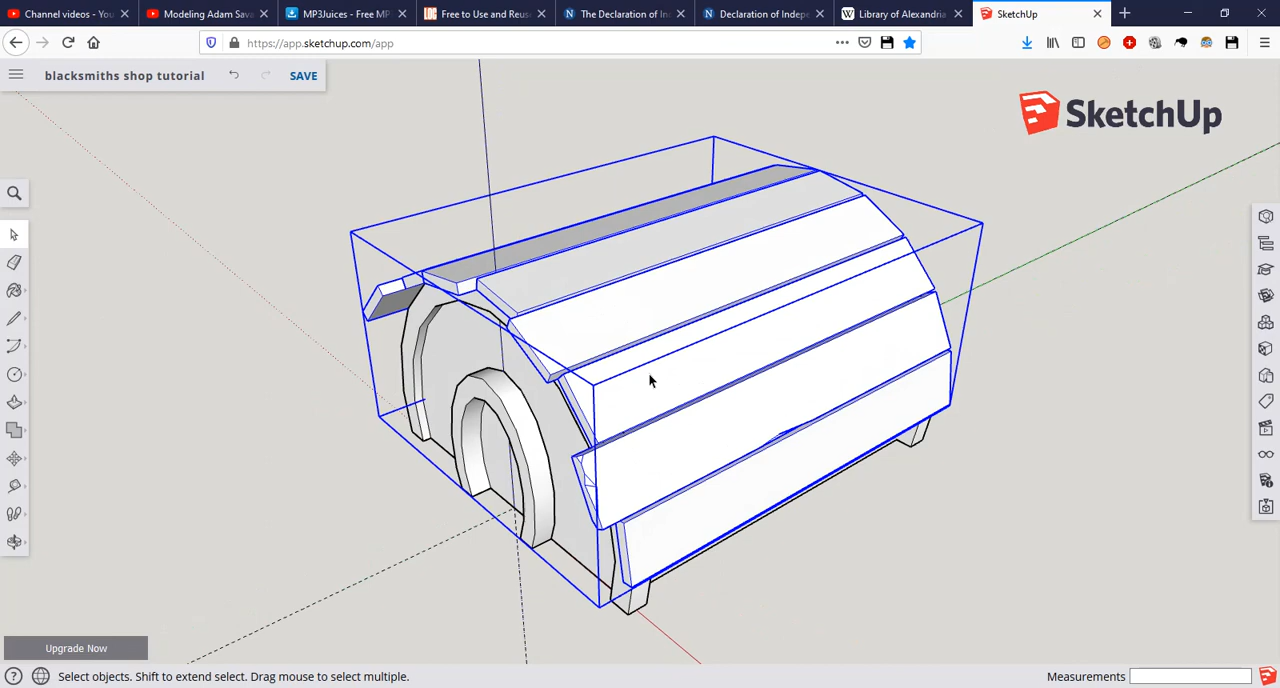 Channel videos - You
Modeling Adam Sava
MP3Juices - Free MP
Free to Use and Reus
The Declaration of In
Declaration of Indepe
Library of Alexandria
SketchUp
https://app.sketchup.com/app
blacksmiths shop tutorial
SAVE
SketchUp
Upgrade Now
Select objects. Shift to extend select. Drag mouse to select multiple.
Measurements